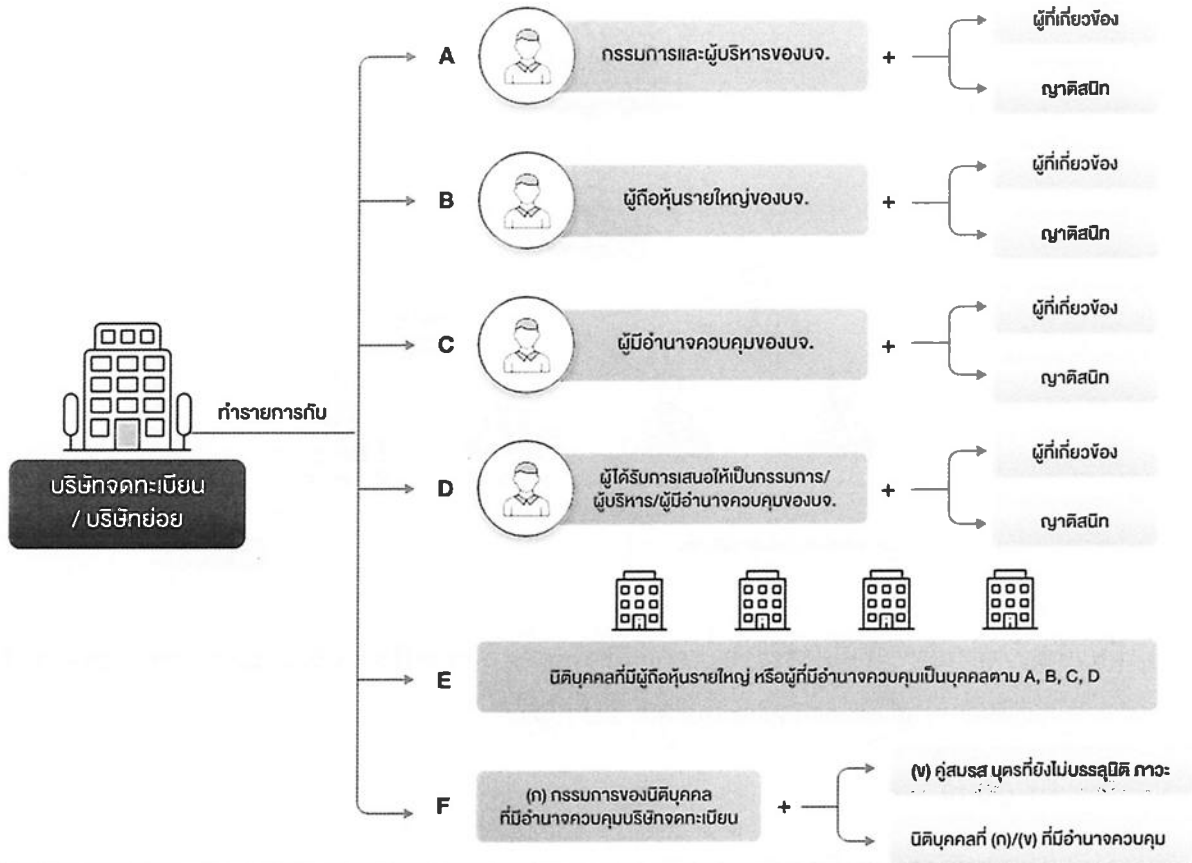 A
กรรมการและผู้บริหารของบจ.
+
ผู้ที่เกี่ยวข้อง
ญาติสนิท
B
ผู้ถือหุ้นรายใหญ่ของบจ.
+
ผู้ที่เกี่ยวข้อง
ญาติสนิท
C
ผู้มีอำนาจควบคุมของบจ.
+
ผู้ที่เกี่ยวข้อง
ญาติสนิท
ทำรายการกับ
บริษัทจดทะเบียน
/ บริษัทย่อย
D
ผู้ได้รับการเสนอให้เป็นกรรมการ/
ผู้บริหาร/ผู้มีอำนาจควบคุมของบจ.
+
ผู้ที่เกี่ยวข้อง
ญาติสนิท
E
นิติบุคคลที่มีผู้ถือหุ้นรายใหญ่ หรือผู้ที่มีอำนาจควบคุมเป็นบุคคลตาม A, B, C, D
F
(ก) กรรมการของนิติบุคคล
ที่มีอำนาจควบคุมบริษัทจดทะเบียน
+
(ข) คู่สมรส บุตรที่ยังไม่บรรลุนิติ ภาวะ
นิติบุคคลที่ (ก)/(ข) ที่มีอำนาจควบคุม